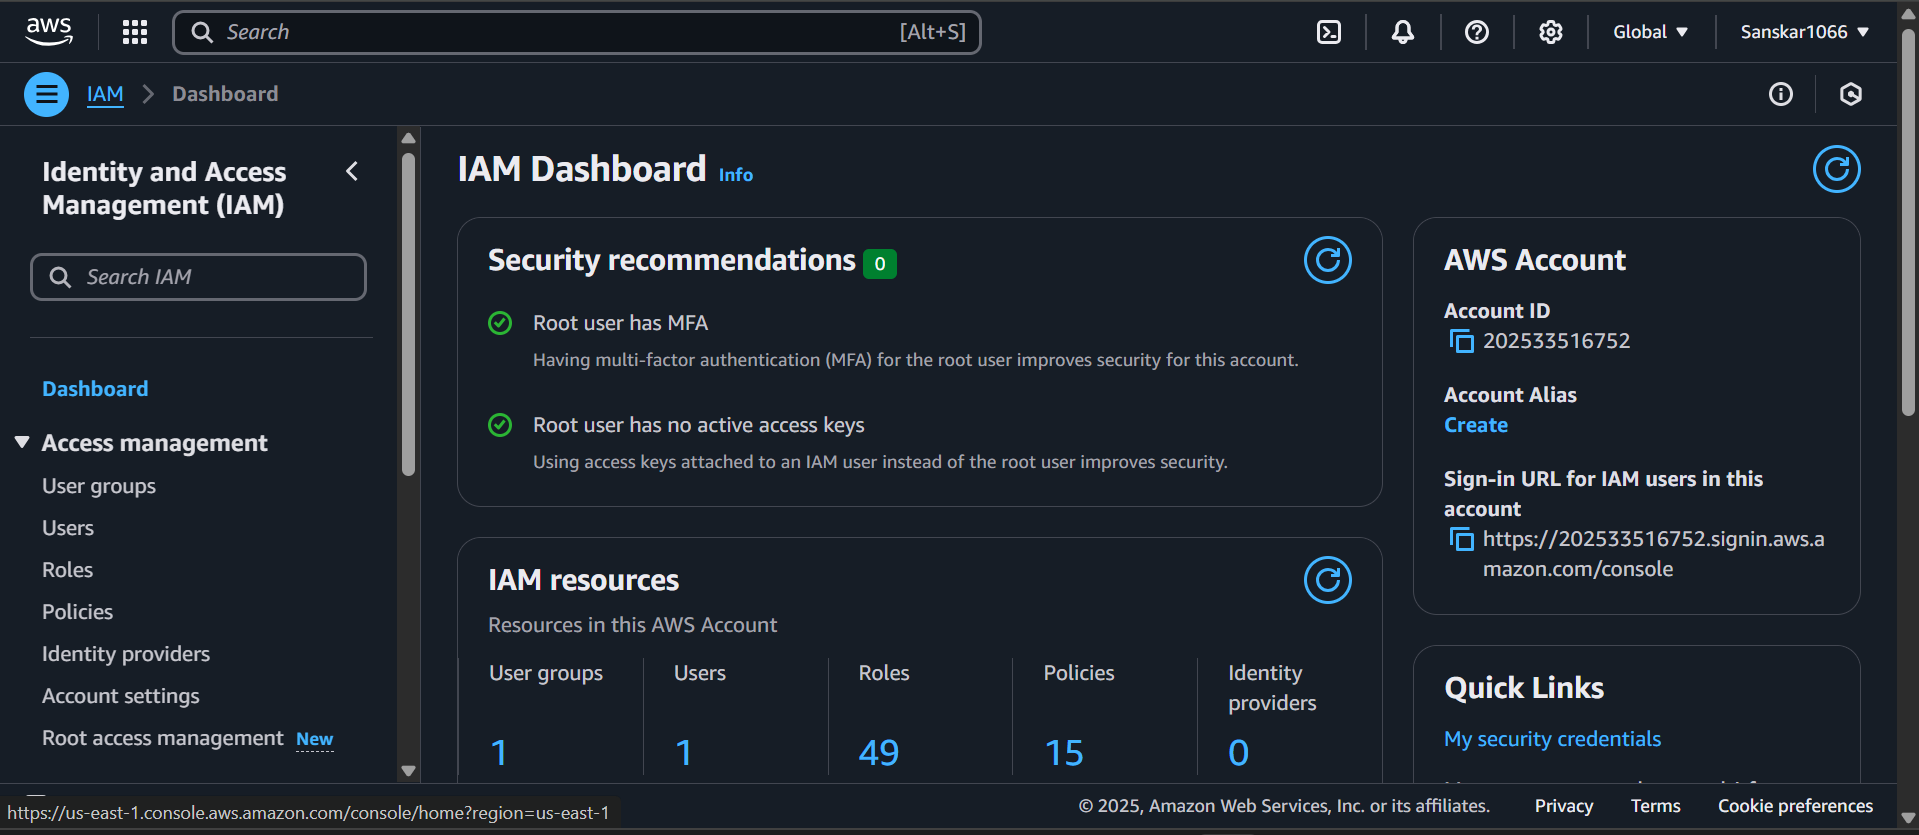 aws
Search [Alt+S]
Global
Sanskar1066
IAM
Dashboard
Identity and Access
Management (IAM)
Search IAM
Dashboard
Access management
User groups
Users
Roles
Policies
Identity providers
Account settings
Root access management New
IAM Dashboard Info
Security recommendations 0
Root user has MFA
Having multi-factor authentication (MFA) for the root user improves security for this account.
Root user has no active access keys
Using access keys attached to an IAM user instead of the root user improves security.
IAM resources
Resources in this AWS Account
User groups
1
Users
1
Roles
49
Policies
15
Identity
providers
0
AWS Account
Account ID
202533516752
Account Alias
Create
Sign-in URL for IAM users in this
account
https://202533516752.signin.aws.a
mazon.com/console
Quick Links
My security credentials
https://us-east-1.console.aws.amazon.com/console/home?region=us-east-1
© 2025, Amazon Web Services, Inc. or its affiliates.
Privacy
Terms
Cookie preferences